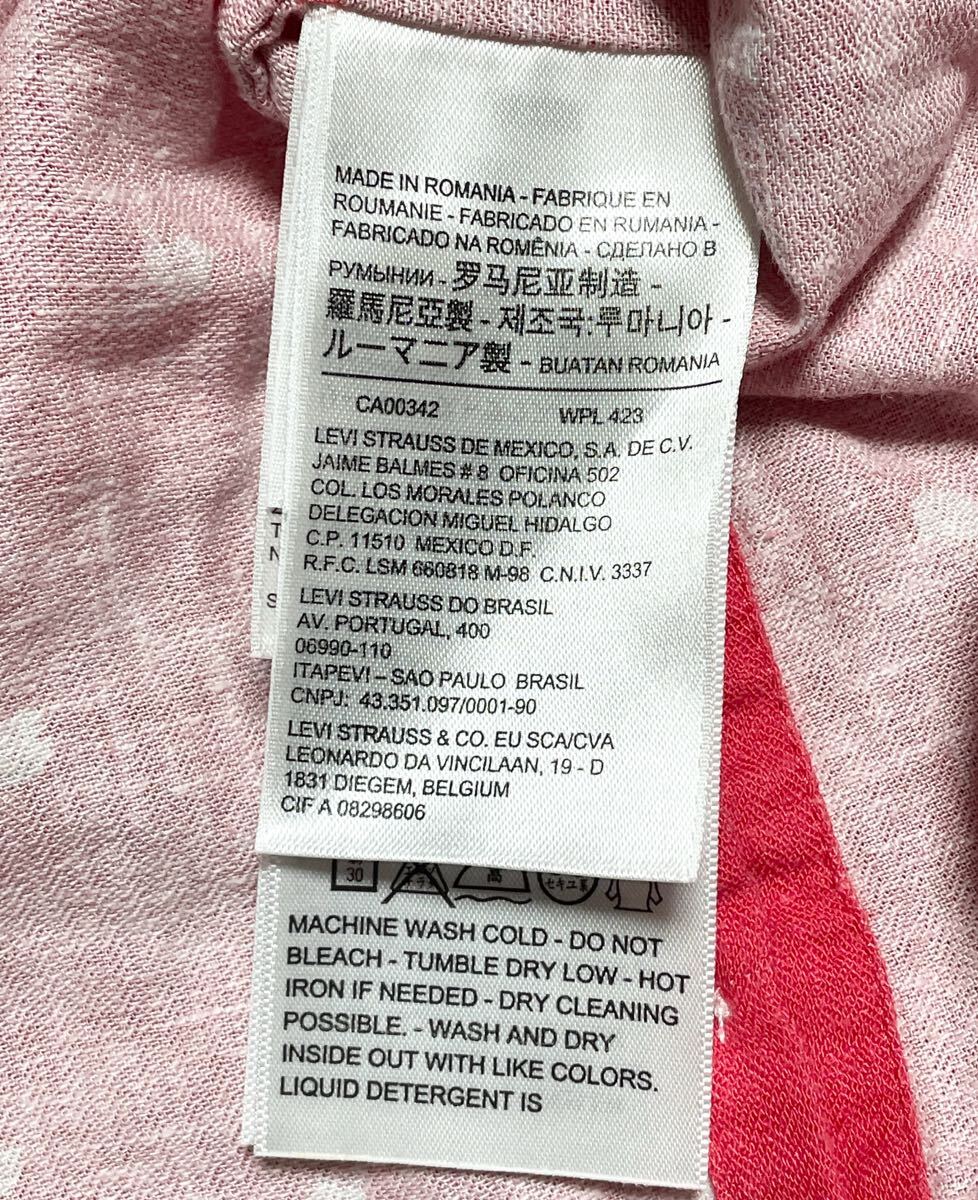 MADE IN ROMANIA - FABRIQUE EN
ROUMANIE - FABRICADO EN RUMANIA -
FABRICADO NA ROMÊNIA - СДЕЛАНО В
РУМЫНИИ - 罗马尼亚制造 -
羅馬尼亞製 - 제조국:루마니아 -
ルーマニア製 - BUATAN ROMANIA
CA00342 WPL 423
LEVI STRAUSS DE MEXICO, S.A. DE C.V.
JAIME BALMES # 8 OFICINA 502
COL. LOS MORALES POLANCO
DELEGACION MIGUEL HIDALGO
C.P. 11510 MEXICO D.F.
R.F.C. LSM 660818 M-98 C.N.I.V. 3337
LEVI STRAUSS DO BRASIL
AV. PORTUGAL, 400
06990-110
ITAPEVI – SAO PAULO BRASIL
CNPJ: 43.351.097/0001-90
LEVI STRAUSS & CO. EU SCA/CVA
LEONARDO DA VINCILAAN, 19 - D
1831 DIEGEM, BELGIUM
CIF A 08298606
T
N
S
30 高 セキユ系
MACHINE WASH COLD - DO NOT
BLEACH - TUMBLE DRY LOW - HOT
IRON IF NEEDED - DRY CLEANING
POSSIBLE. - WASH AND DRY
INSIDE OUT WITH LIKE COLORS.
LIQUID DETERGENT IS